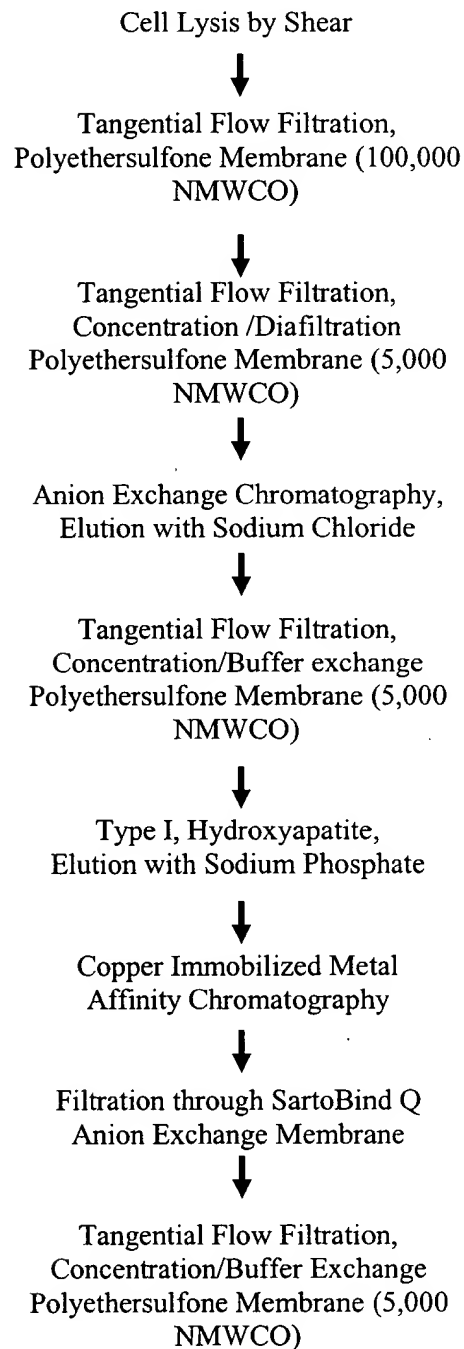 Cell Lysis by Shear
Tangential Flow Filtration,
Polyethersulfone Membrane (100,000
NMWCO)
Tangential Flow Filtration,
Concentration /Diafiltration
Polyethersulfone Membrane (5,000
NMWCO)
Anion Exchange Chromatography,
Elution with Sodium Chloride
Tangential Flow Filtration,
Concentration/Buffer exchange
Polyethersulfone Membrane (5,000
NMWCO)
Type I, Hydroxyapatite,
Elution with Sodium Phosphate
Copper Immobilized Metal
Affinity Chromatography
Filtration through SartoBind Q
Anion Exchange Membrane
Tangential Flow Filtration,
Concentration/Buffer Exchange
Polyethersulfone Membrane (5,000
NMWCO)